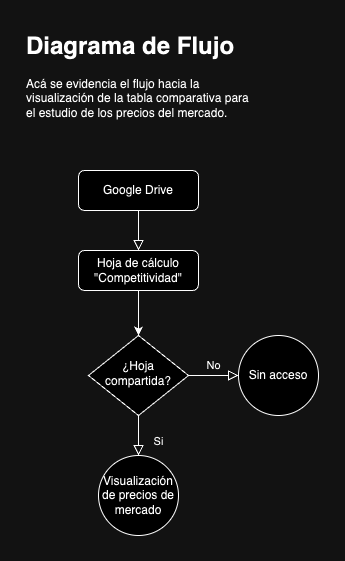 Diagrama de Flujo
Acá se evidencia el flujo hacia la
visualización de la tabla comparativa para
el estudio de los precios del mercado.
Google Drive
Hoja de cálculo
"Competitividad"
¿Hoja
compartida?
No
Sin acceso
Si
Visualización
de precios de
mercado